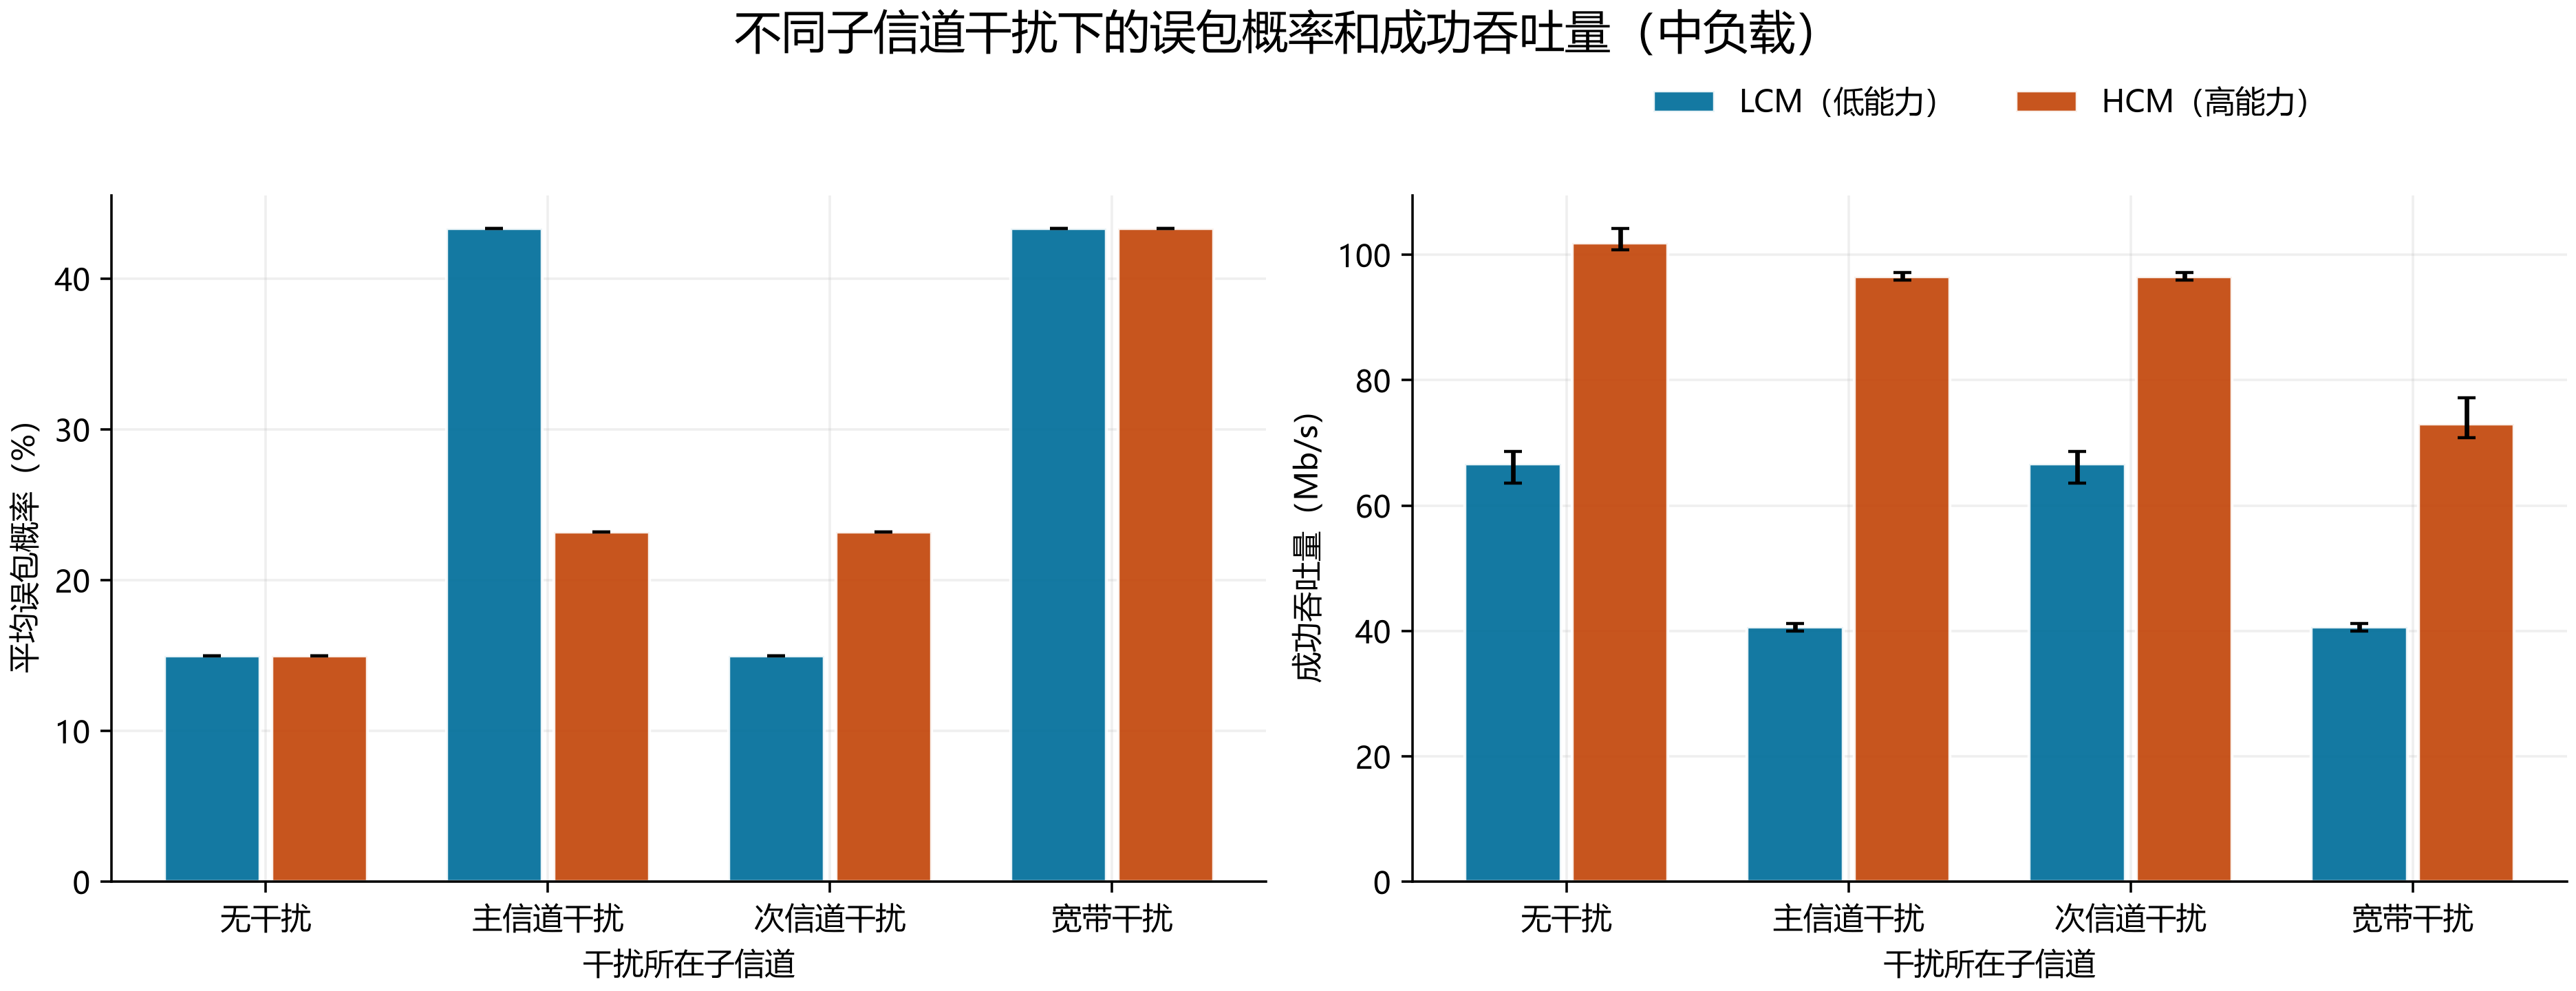 不同子信道干扰下的误包概率和成功吞吐量（中负载）
LCM（低能力）
HCM（高能力）
平均误包概率（%）
40
30
20
10
0
无干扰
主信道干扰
次信道干扰
宽带干扰
干扰所在子信道
成功吞吐量（Mb/s）
100
80
60
40
20
0
无干扰
主信道干扰
次信道干扰
宽带干扰
干扰所在子信道